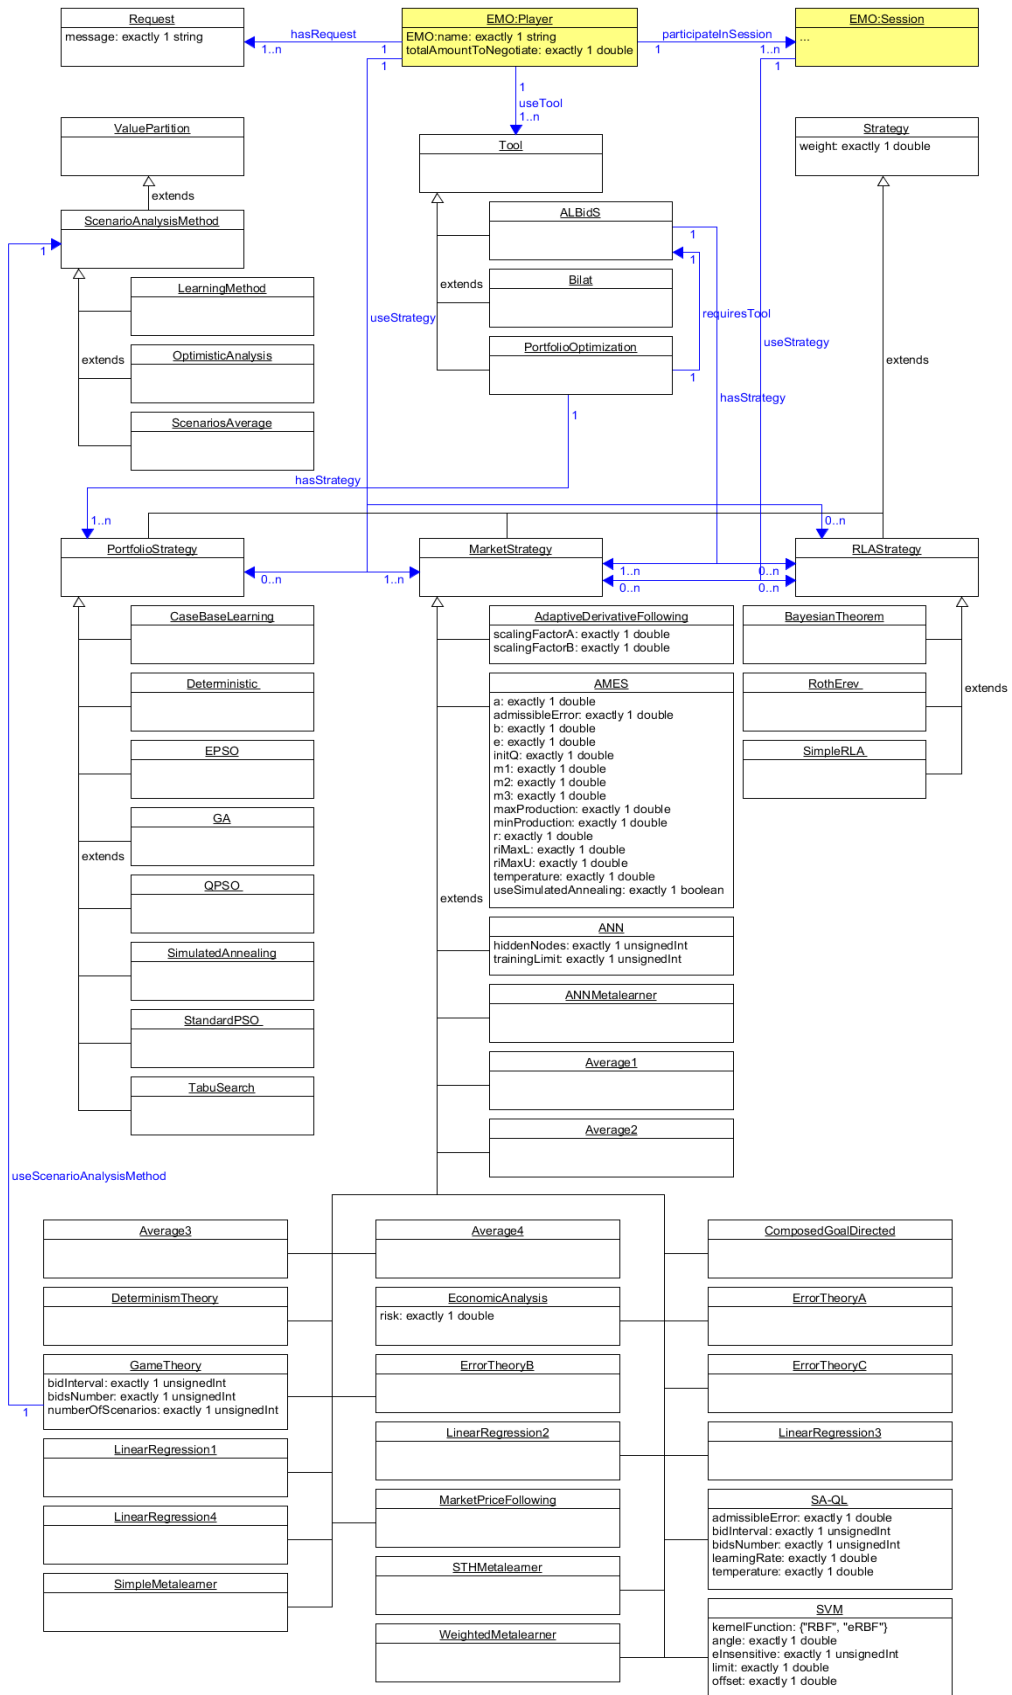 Request
message: exactly 1 string
hasRequest
1..n
1
1
EMO:Player
EMO:name: exactly 1 string
totalAmountToNegotiate: exactly 1 double
participateInSession
1
1..n
1
EMO:Session
...
1
useTool
1..n
ValuePartition
Tool
Strategy
weight: exactly 1 double
extends
ScenarioAnalysisMethod
1
ALBidS
1
1
LearningMethod
extends
Bilat
requiresTool
useStrategy
useStrategy
PortfolioOptimization
OptimisticAnalysis
extends
extends
1
hasStrategy
1
ScenariosAverage
hasStrategy
1..n
0..n
PortfolioStrategy
MarketStrategy
RLAStrategy
0..n
1..n
1..n
0..n
0..n
0..n
CaseBaseLearning
AdaptiveDerivativeFollowing
scalingFactorA: exactly 1 double
scalingFactorB: exactly 1 double
BayesianTheorem
Deterministic
AMES
a: exactly 1 double
admissibleError: exactly 1 double
b: exactly 1 double
e: exactly 1 double
initQ: exactly 1 double
m1: exactly 1 double
m2: exactly 1 double
m3: exactly 1 double
maxProduction: exactly 1 double
minProduction: exactly 1 double
r: exactly 1 double
riMaxL: exactly 1 double
riMaxU: exactly 1 double
temperature: exactly 1 double
useSimulatedAnnealing: exactly 1 boolean
RothErev
extends
SimpleRLA
EPSO
GA
extends
QPSO
extends
ANN
hiddenNodes: exactly 1 unsignedInt
trainingLimit: exactly 1 unsignedInt
SimulatedAnnealing
ANNMetalearner
StandardPSO
Average1
TabuSearch
Average2
useScenarioAnalysisMethod
Average3
Average4
ComposedGoalDirected
DeterminismTheory
EconomicAnalysis
risk: exactly 1 double
ErrorTheoryA
GameTheory
bidInterval: exactly 1 unsignedInt
bidsNumber: exactly 1 unsignedInt
numberOfScenarios: exactly 1 unsignedInt
1
ErrorTheoryB
ErrorTheoryC
LinearRegression1
LinearRegression2
LinearRegression3
LinearRegression4
MarketPriceFollowing
SA-QL
admissibleError: exactly 1 double
bidInterval: exactly 1 unsignedInt
bidsNumber: exactly 1 unsignedInt
learningRate: exactly 1 double
temperature: exactly 1 double
SimpleMetalearner
STHMetalearner
WeightedMetalearner
SVM
kernelFunction: {"RBF", "eRBF"}
angle: exactly 1 double
eInsensitive: exactly 1 unsignedInt
limit: exactly 1 double
offset: exactly 1 double